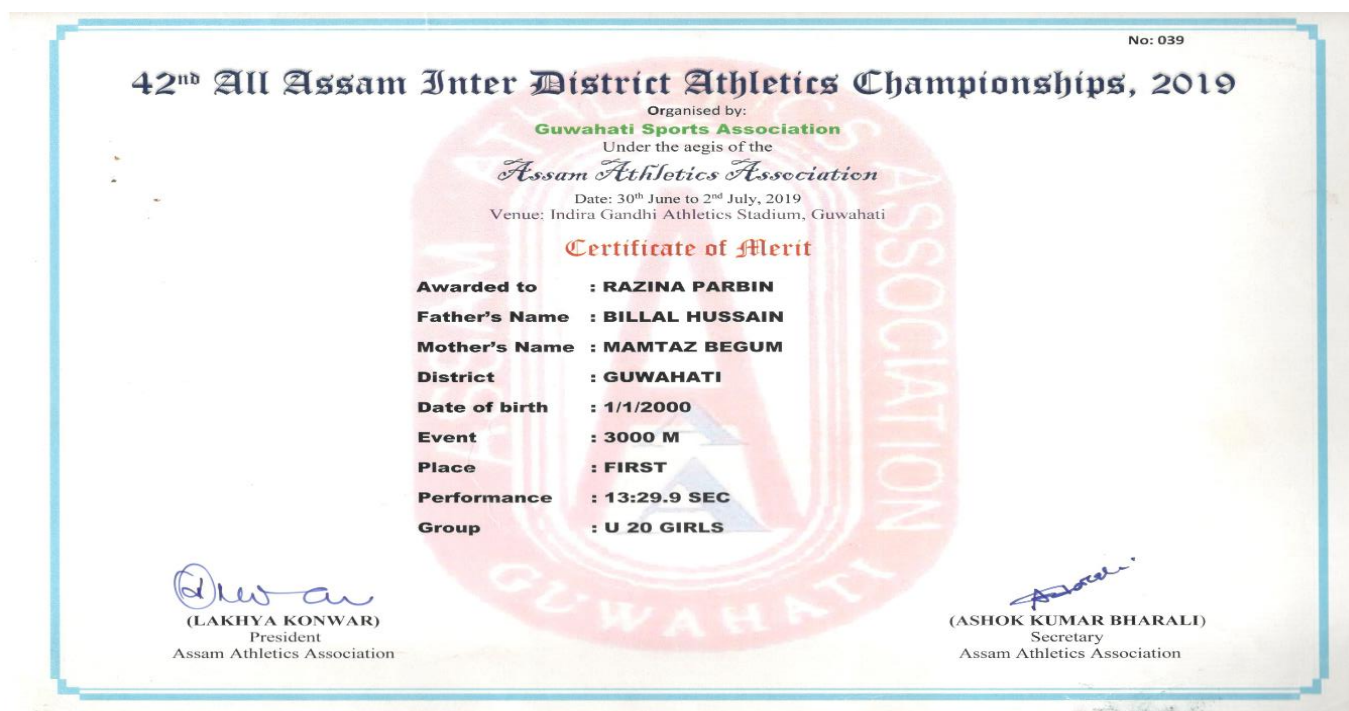 No: 039
42nd All Assam Inter District Athletics Championships, 2019
Organised by:
Guwahati Sports Association
Under the aegis of the
Assam Athletics Association
Date: 30th June to 2nd July, 2019
Venue: Indira Gandhi Athletics Stadium, Guwahati
Certificate of Merit
Awarded to : RAZINA PARBIN
Father's Name : BILLAL HUSSAIN
Mother's Name : MAMTAZ BEGUM
District : GUWAHATI
Date of birth : 1/1/2000
Event : 3000 M
Place : FIRST
Performance : 13:29.9 SEC
Group : U 20 GIRLS
(LAKHYA KONWAR)
President
Assam Athletics Association
(ASHOK KUMAR BHARALI)
Secretary
Assam Athletics Association
ASSAM ATHLETICS ASSOCIATION
GUWAHATI